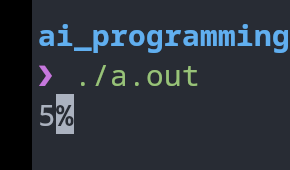 ai_programming
❯ ./a.out
5%